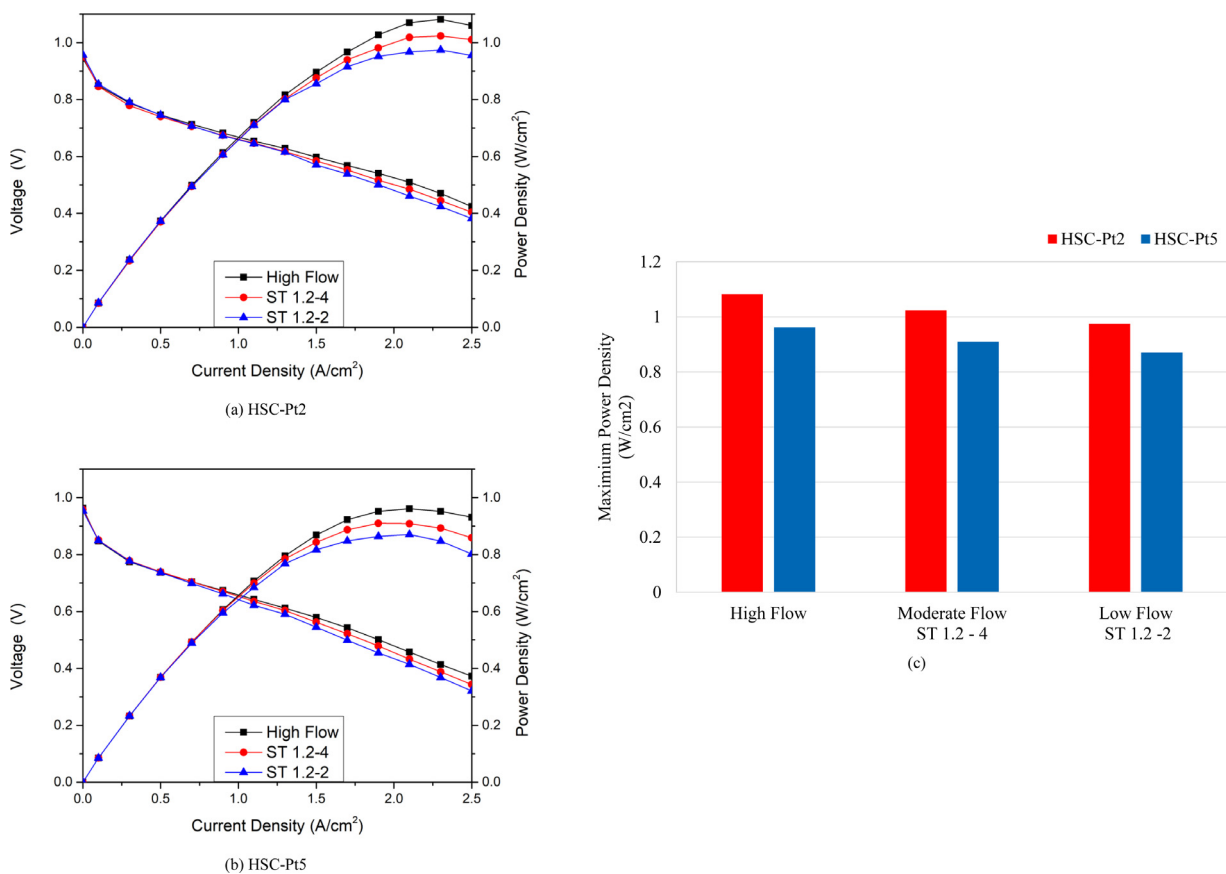 1.0
0.8
0.6
0.4
0.2
0.0
Voltage (V)
1.0
0.8
0.6
0.4
0.2
0.0
Power Density (W/cm²)
High Flow
ST 1.2-4
ST 1.2-2
0.0 0.5 1.0 1.5 2.0 2.5
Current Density (A/cm²)
(a) HSC-Pt2
1.0
0.8
0.6
0.4
0.2
0.0
Voltage (V)
1.0
0.8
0.6
0.4
0.2
0.0
Power Density (W/cm²)
High Flow
ST 1.2-4
ST 1.2-2
0.0 0.5 1.0 1.5 2.0 2.5
Current Density (A/cm²)
(b) HSC-Pt5
HSC-Pt2 HSC-Pt5
1.2
1
0.8
0.6
0.4
0.2
0
Maximium Power Density
(W/cm2)
High Flow Moderate Flow Low Flow
ST 1.2 - 4 ST 1.2 -2
(c)